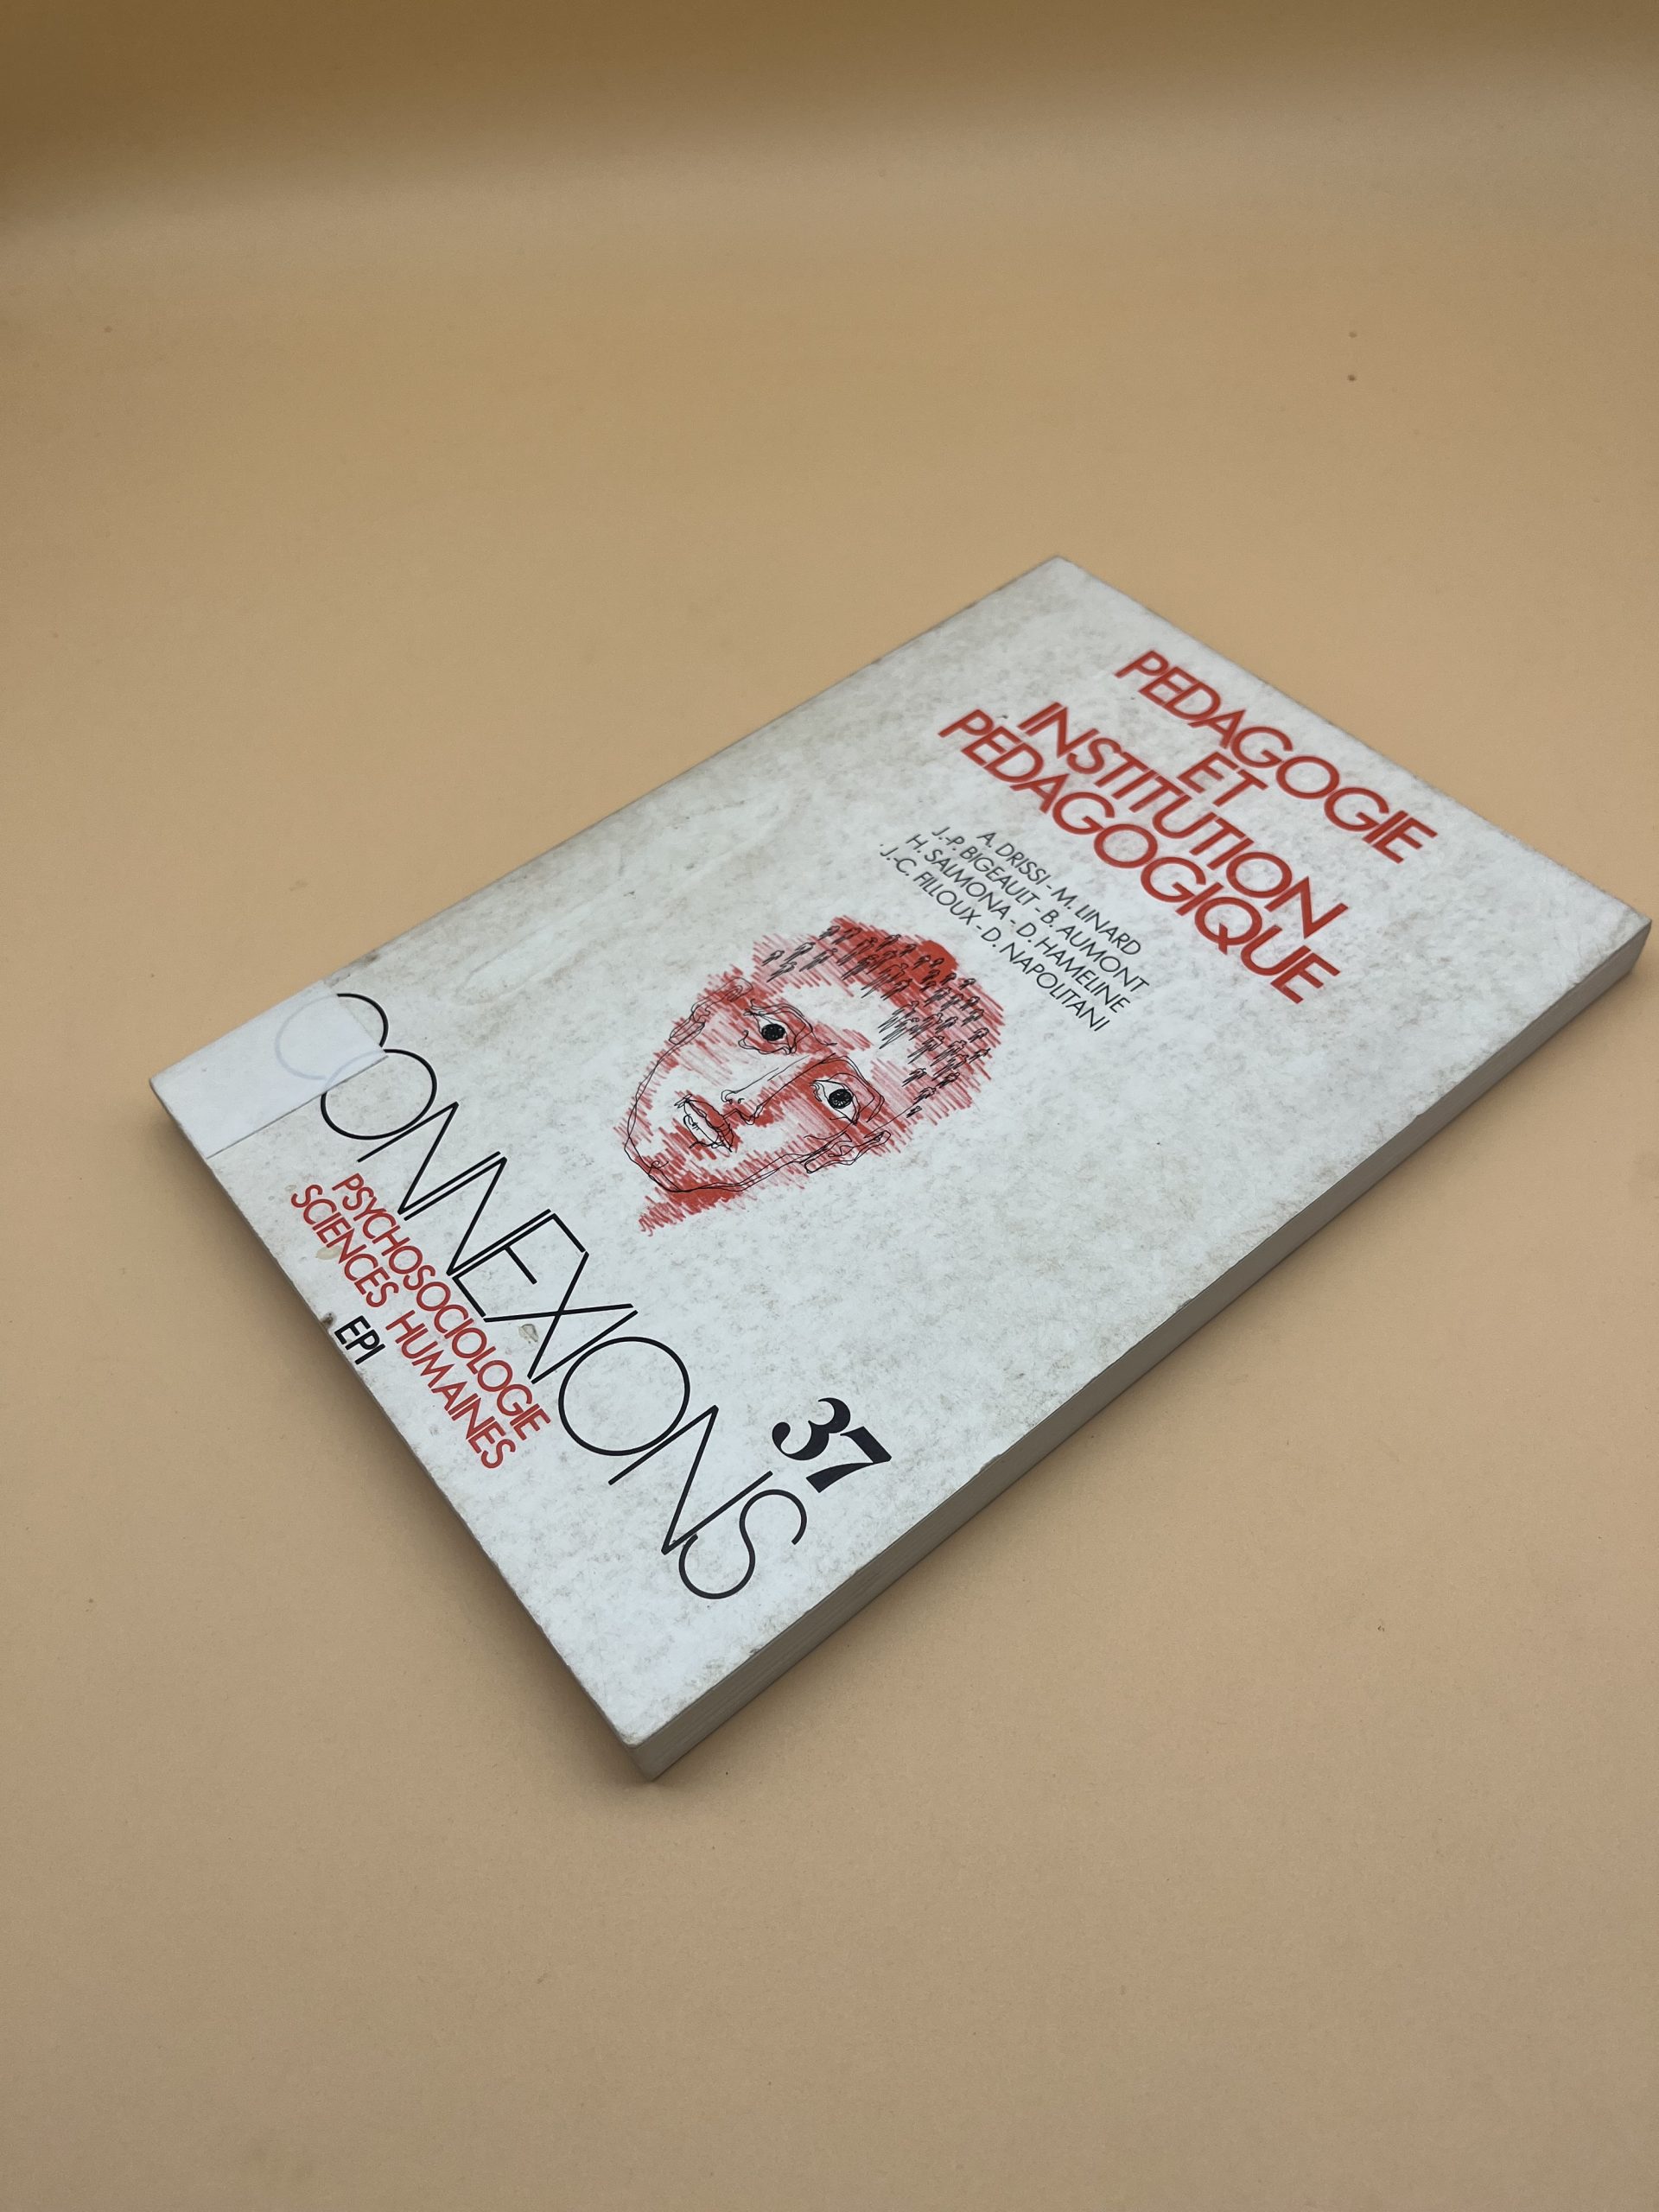 PEDAGOGIE
ET
INSTITUTION
PEDAGOGIQUE
A. DRISSI - M. LINARD
J.-P. BIGEAULT - B. AUMONT
H. SALMONA - D. HAMELINE
J.-C. FILLOUX - D. NAPOLITANI
37
CONNEXIONS
PSYCHOSOCIOLOGIE
SCIENCES HUMAINES
EPI